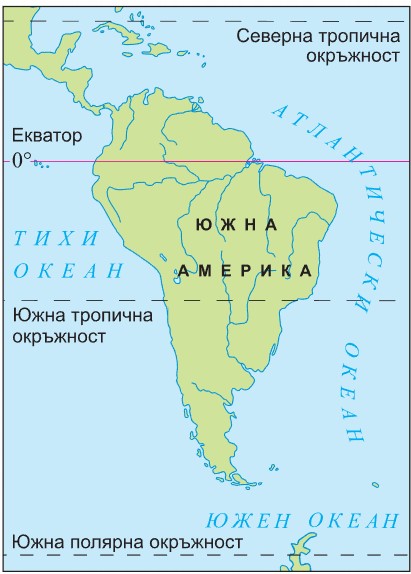 Северна тропична
окръжност
Екватор
0°
АТЛАНТИЧЕСКИ ОКЕАН
ЮЖНА
АМЕРИКА
ТИХИ
ОКЕАН
Южна тропична
окръжност
ЮЖЕН ОКЕАН
Южна полярна окръжност